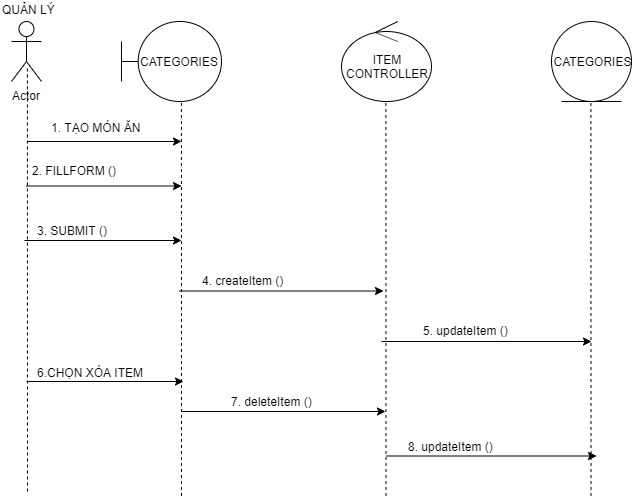 QUẢN LÝ
Actor
CATEGORIES
ITEM
CONTROLLER
CATEGORIES
1. TẠO MÓN ĂN
2. FILLFORM ()
3. SUBMIT ()
4. createItem ()
5. updateItem ()
6.CHỌN XÓA ITEM
7. deleteItem ()
8. updateItem ()